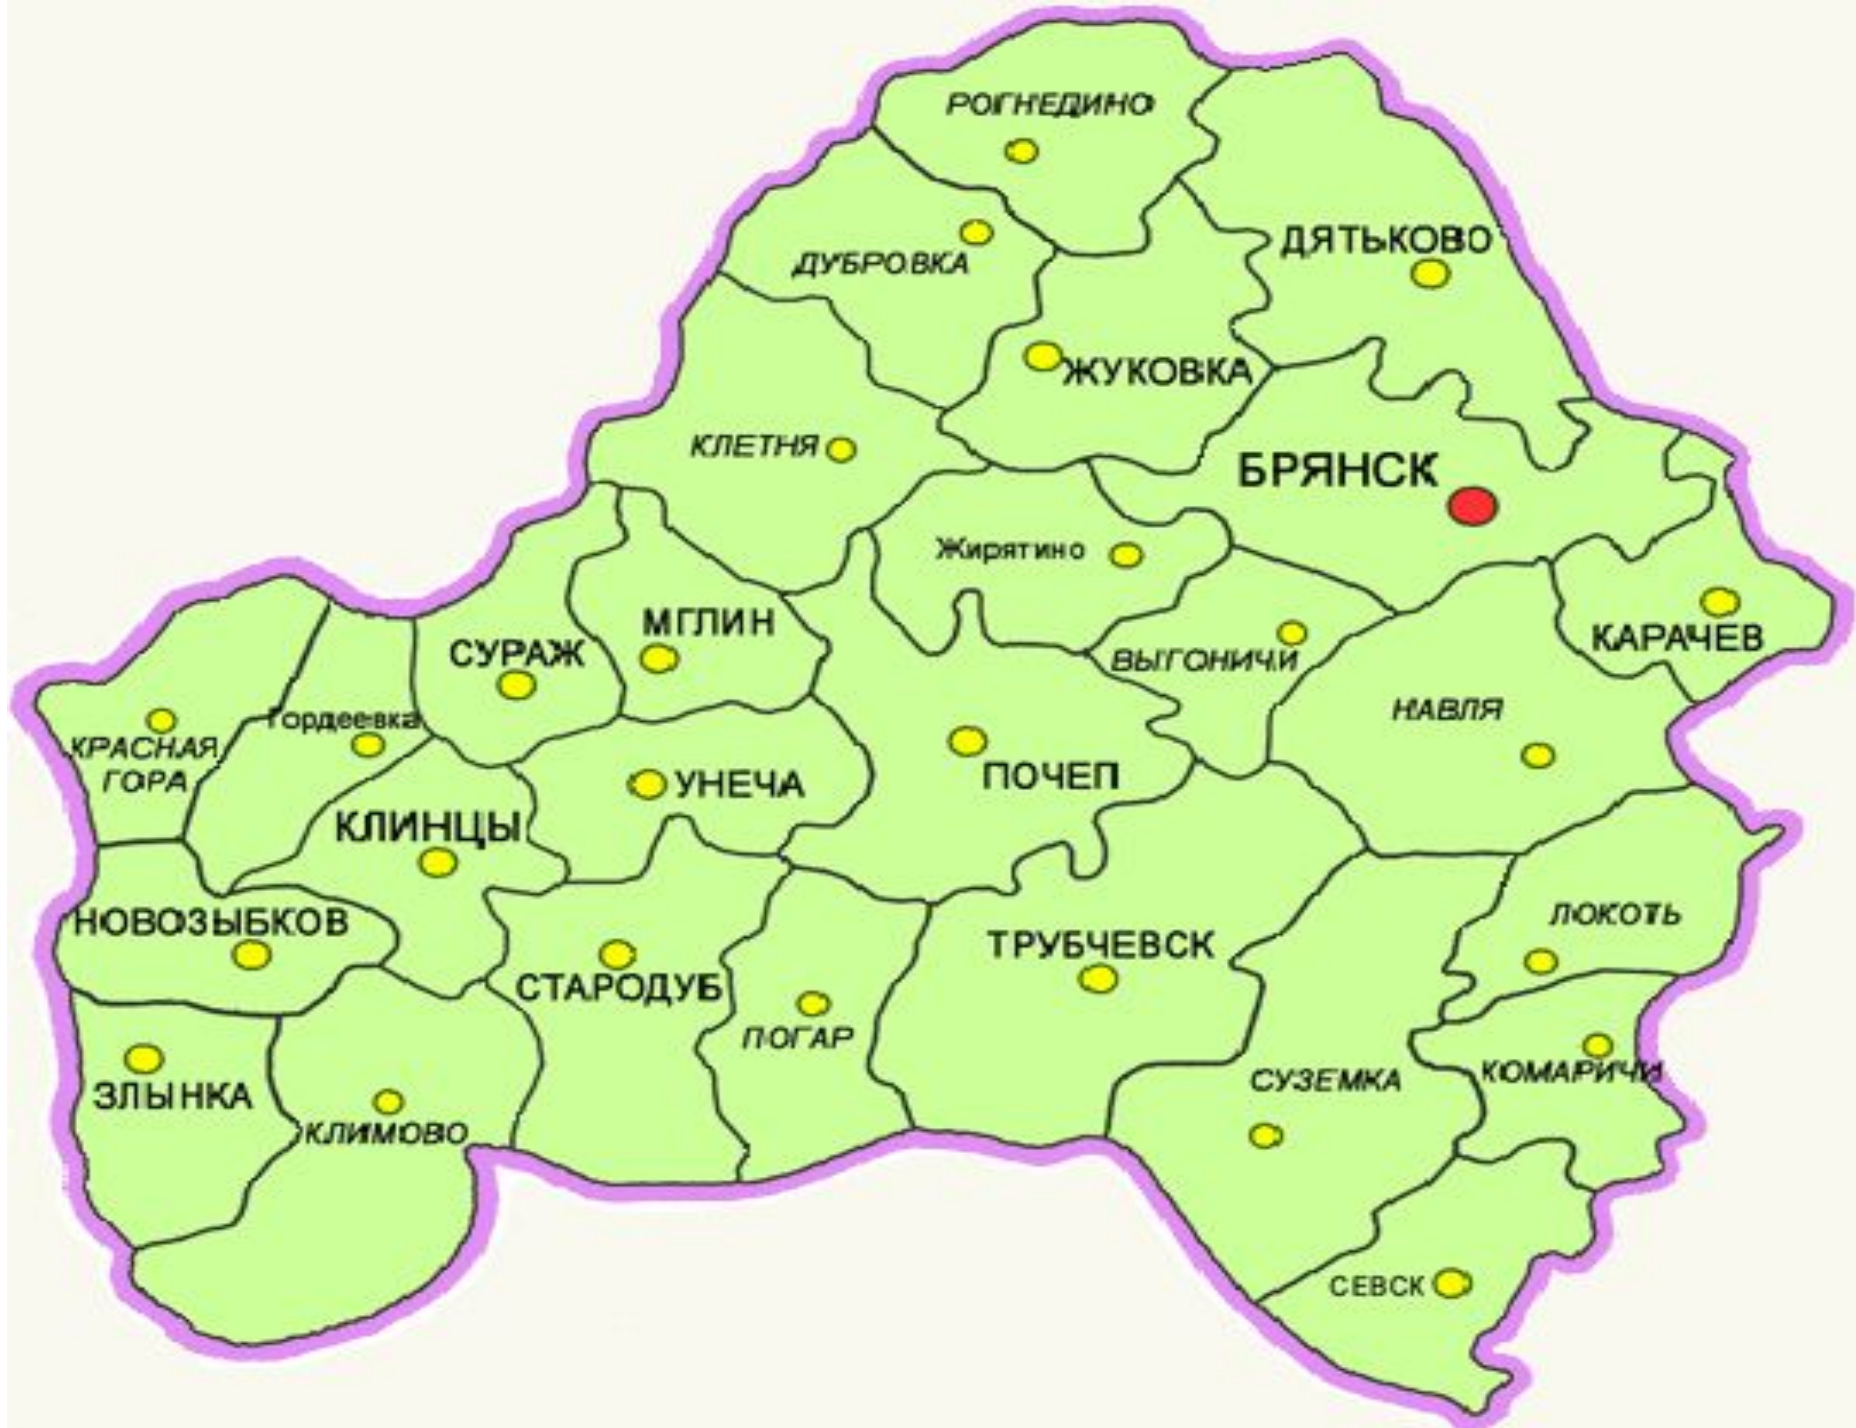 РОГНЕДИНО
ДЯТЬКОВО
ДУБРОВКА
ЖУКОВКА
КЛЕТНЯ
БРЯНСК
Жирятино
МГЛИН
СУРАЖ
ВЫГОНИЧИ
КАРАЧЕВ
НАВЛЯ
Гордеевка
КРАСНАЯ
ГОРА
УНЕЧА
ПОЧЕП
КЛИНЦЫ
НОВОЗЫБКОВ
ЛОКОТЬ
ТРУБЧЕВСК
СТАРОДУБ
ПОГАР
СУЗЕМКА
КОМАРИЧИ
ЗЛЫНКА
КЛИМОВО
СЕВСК